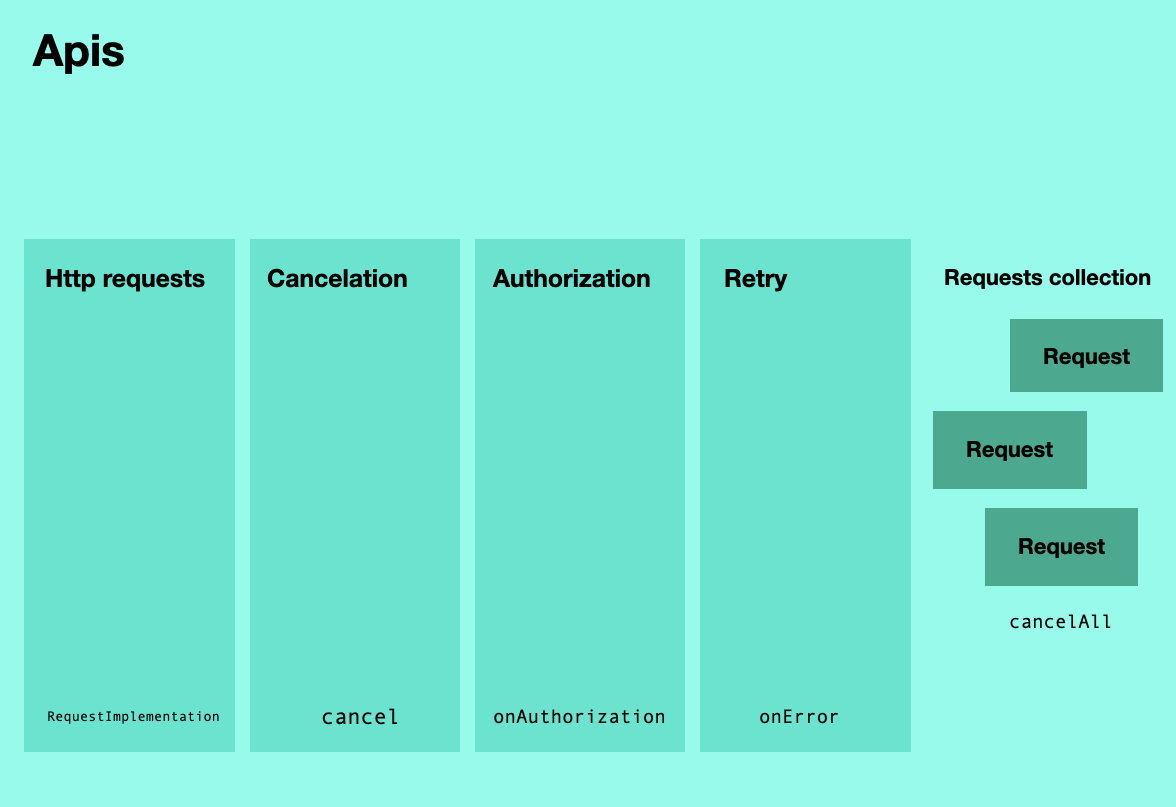 Apis
Http requests
Cancelation
Authorization
Retry
Requests collection
Request
Request
Request
cancelAll
RequestImplementation
cancel
onAuthorization
onError